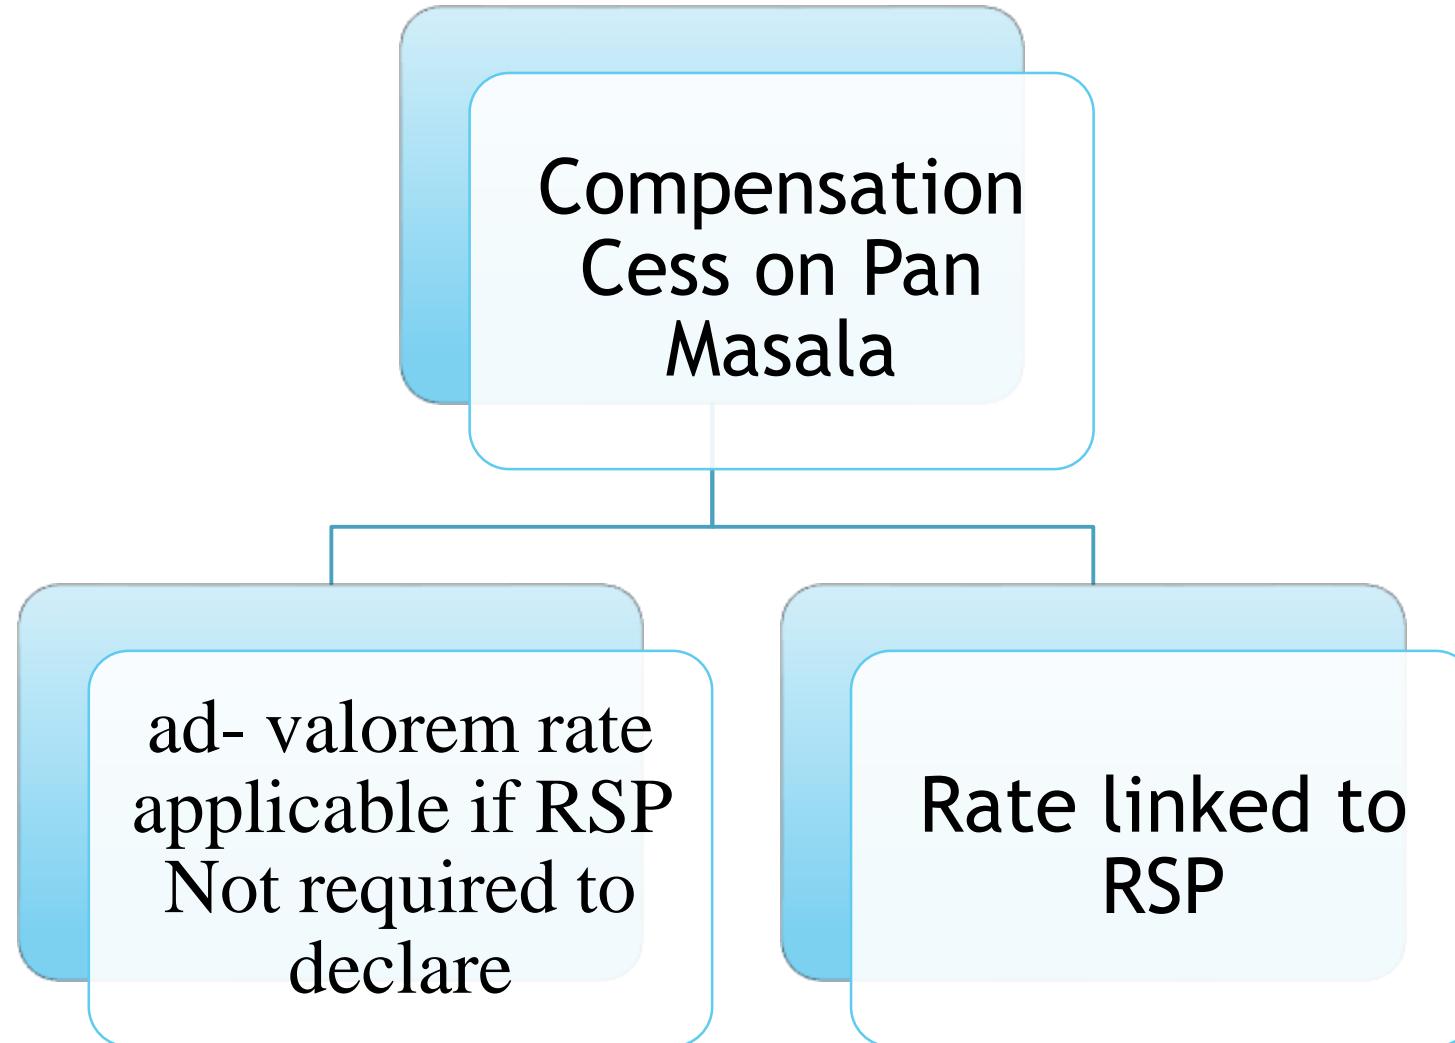 Compensation
Cess on Pan
Masala
ad- valorem rate
applicable if RSP
Not required to
declare
Rate linked to
RSP